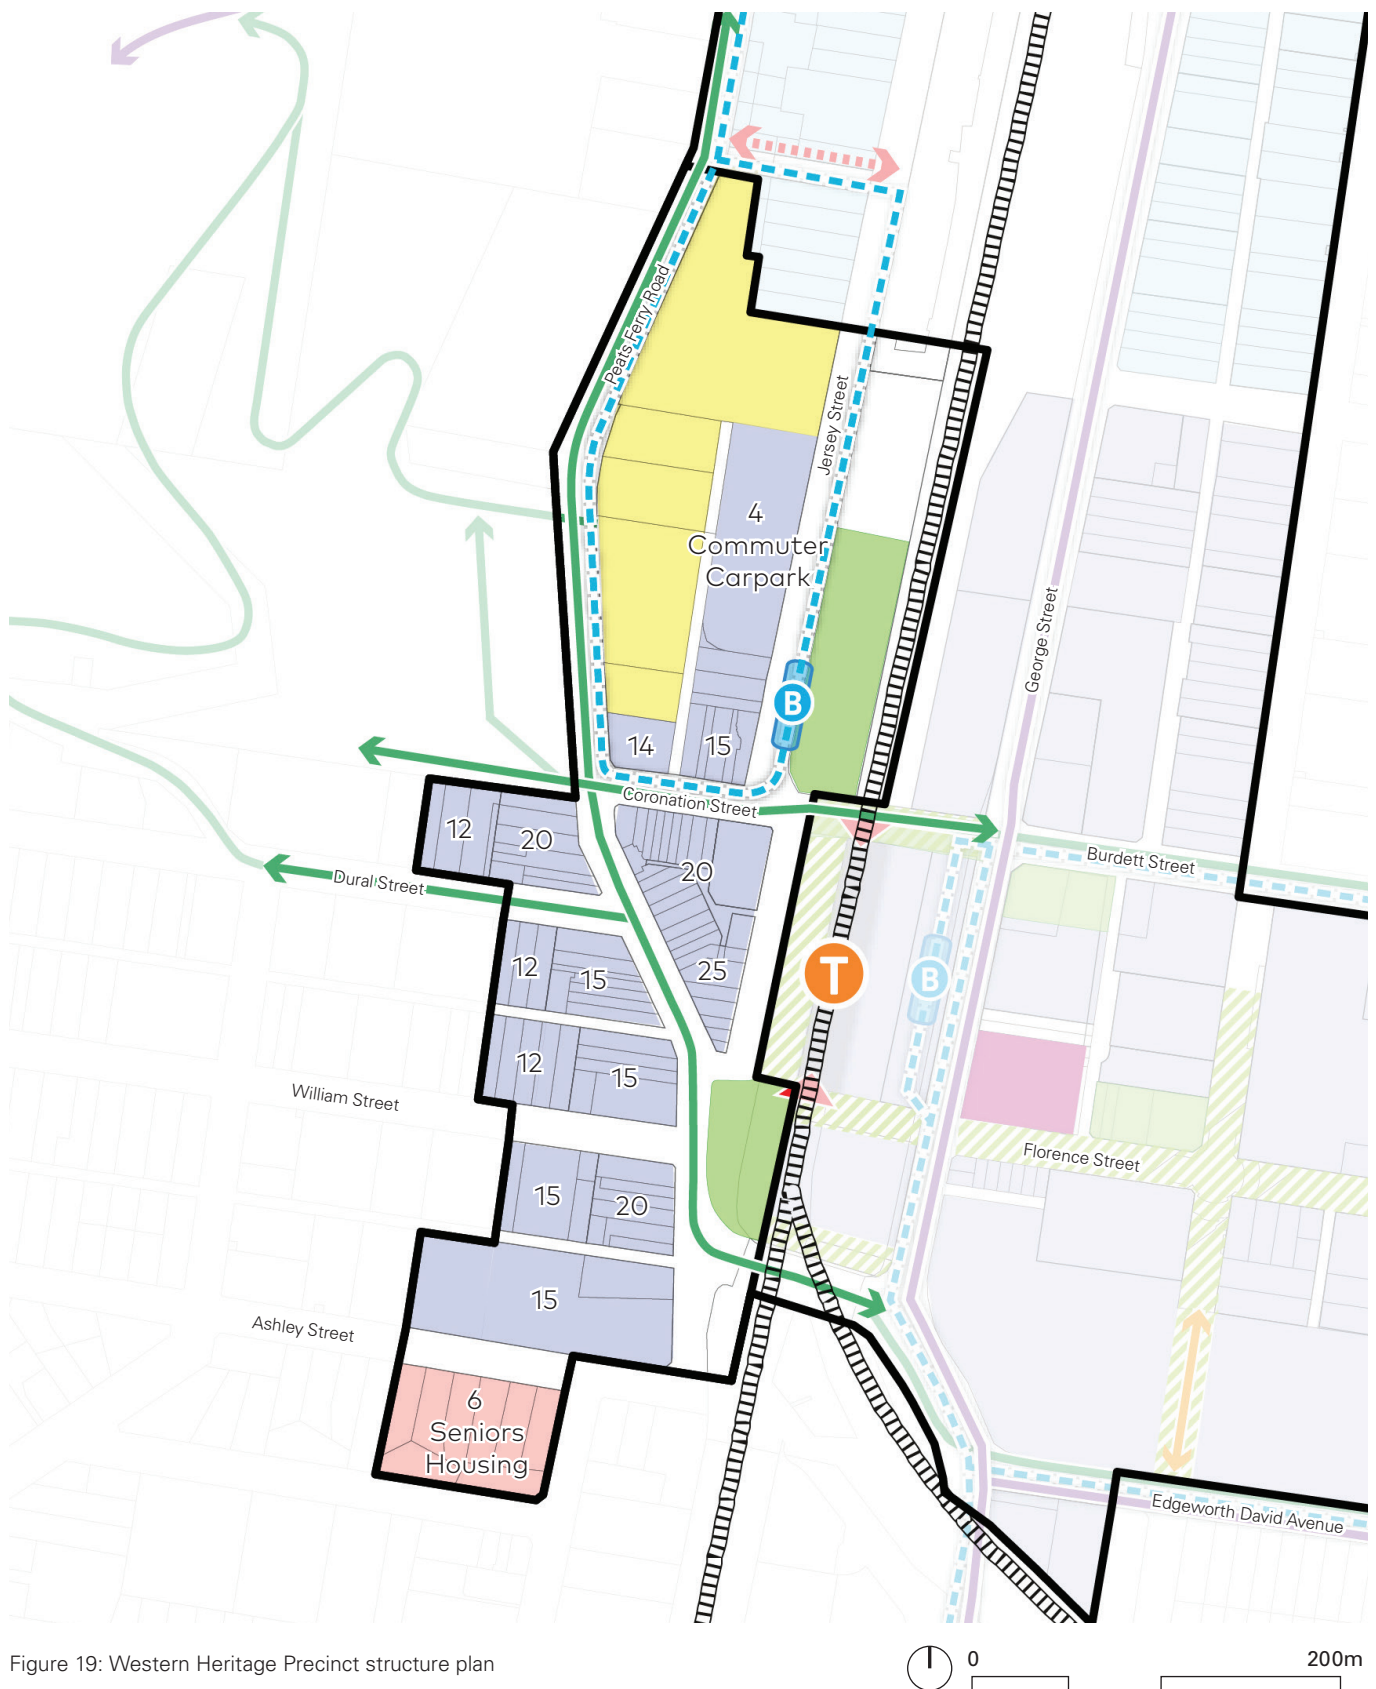 Peats Ferry Road
Jersey Street
4
Commuter
Carpark
George Street
B
14
15
Coronation Street
12
20
20
Burdett Street
Dural Street
12
15
25
T
B
12
15
William Street
Florence Street
15
20
15
Ashley Street
6
Seniors
Housing
Edgeworth David Avenue
Figure 19: Western Heritage Precinct structure plan
0
200m